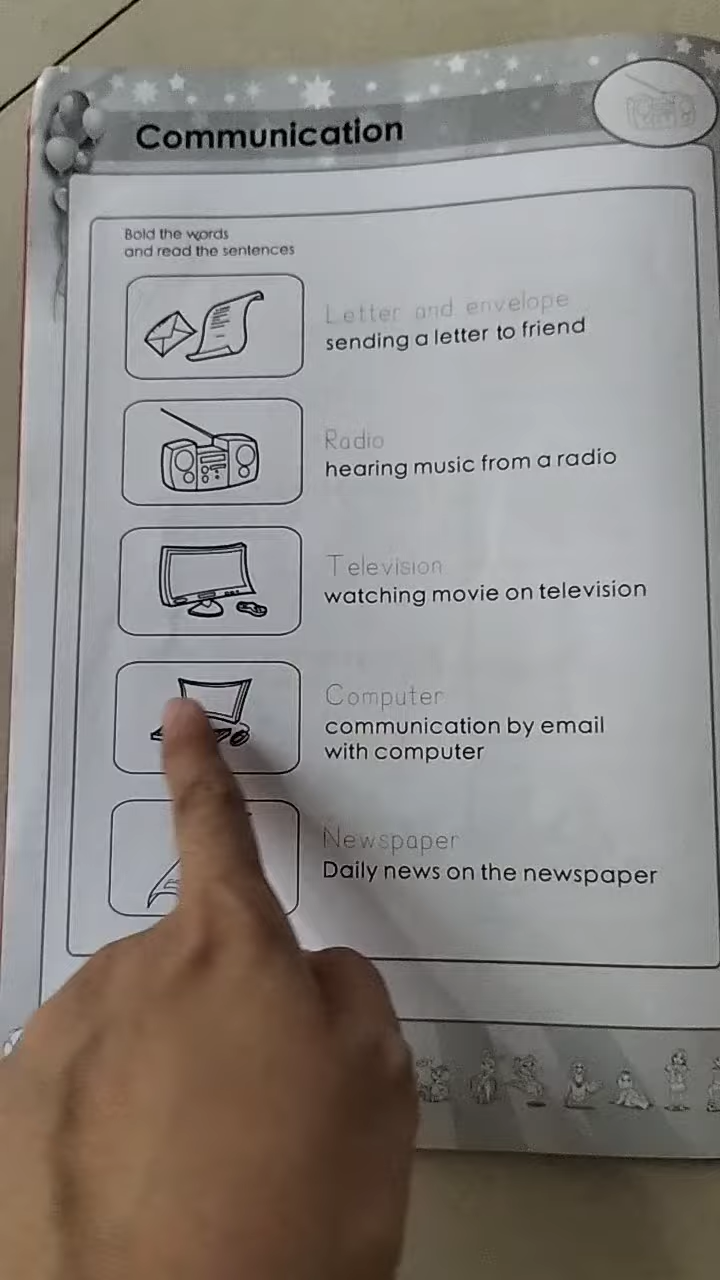 Communication
Bold the words
and read the sentences
Letter and envelope
sending a letter to friend
Radio
hearing music from a radio
Television
watching movie on television
Computer
communication by email
with computer
Newspaper
Daily news on the newspaper